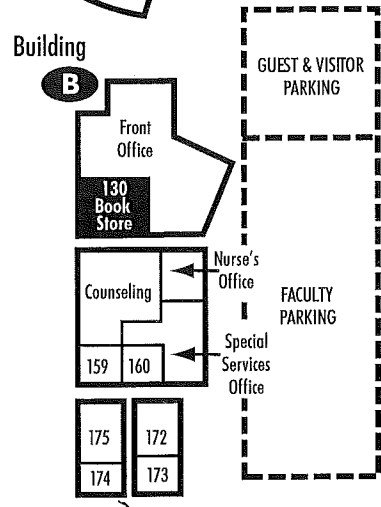 Building
B
GUEST & VISITOR
PARKING
Front
Office
130
Book
Store
Nurse's
Office
Counseling
FACULTY
PARKING
Special
Services
Office
159
160
175
172
174
173